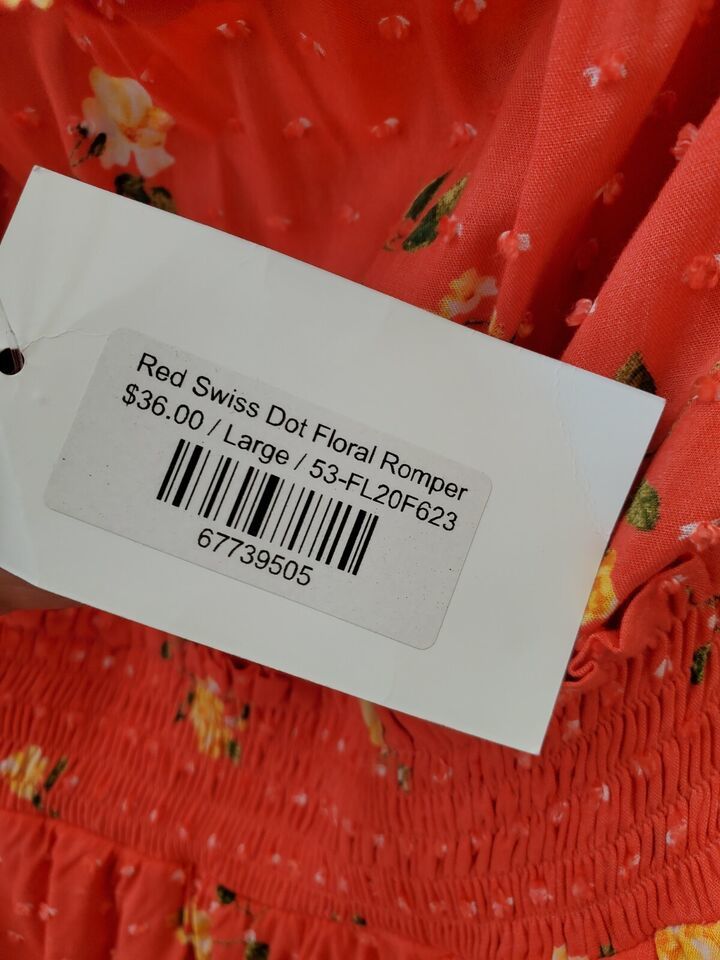 Red Swiss Dot Floral Romper
$36.00 / Large / 53-FL20F623
67739505